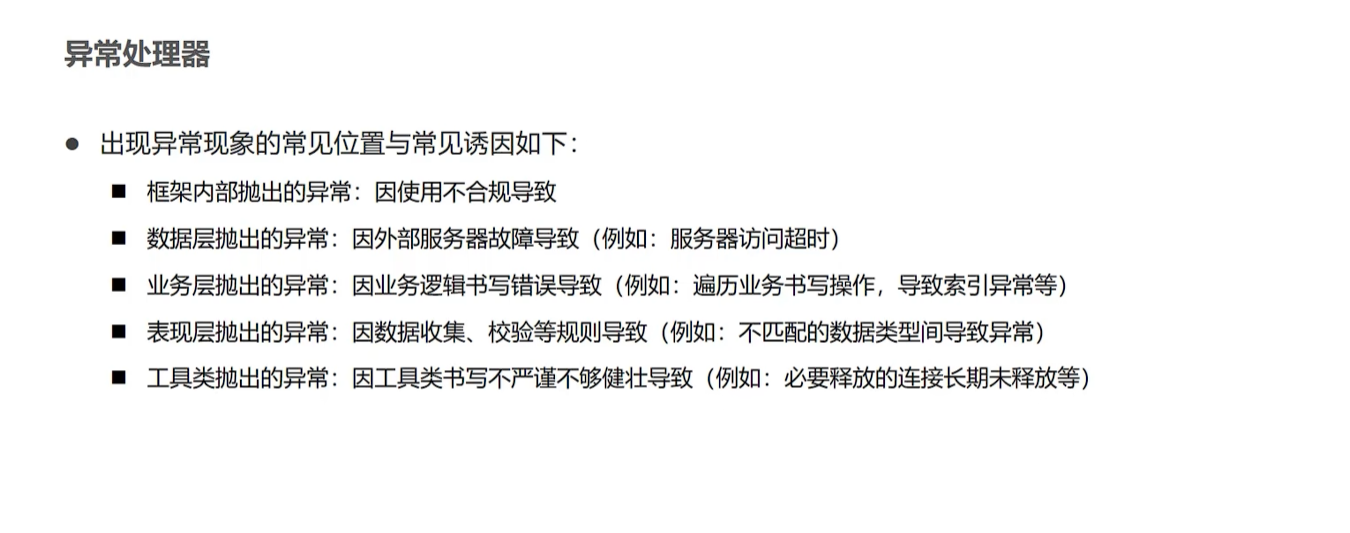 异常处理器
● 出现异常现象的常见位置与常见诱因如下：
■ 框架内部抛出的异常：因使用不合规导致
■ 数据层抛出的异常：因外部服务器故障导致（例如：服务器访问超时）
■ 业务层抛出的异常：因业务逻辑书写错误导致（例如：遍历业务书写操作，导致索引异常等）
■ 表现层抛出的异常：因数据收集、校验等规则导致（例如：不匹配的数据类型间导致异常）
■ 工具类抛出的异常：因工具类书写不严谨不够健壮导致（例如：必要释放的连接长期未释放等）